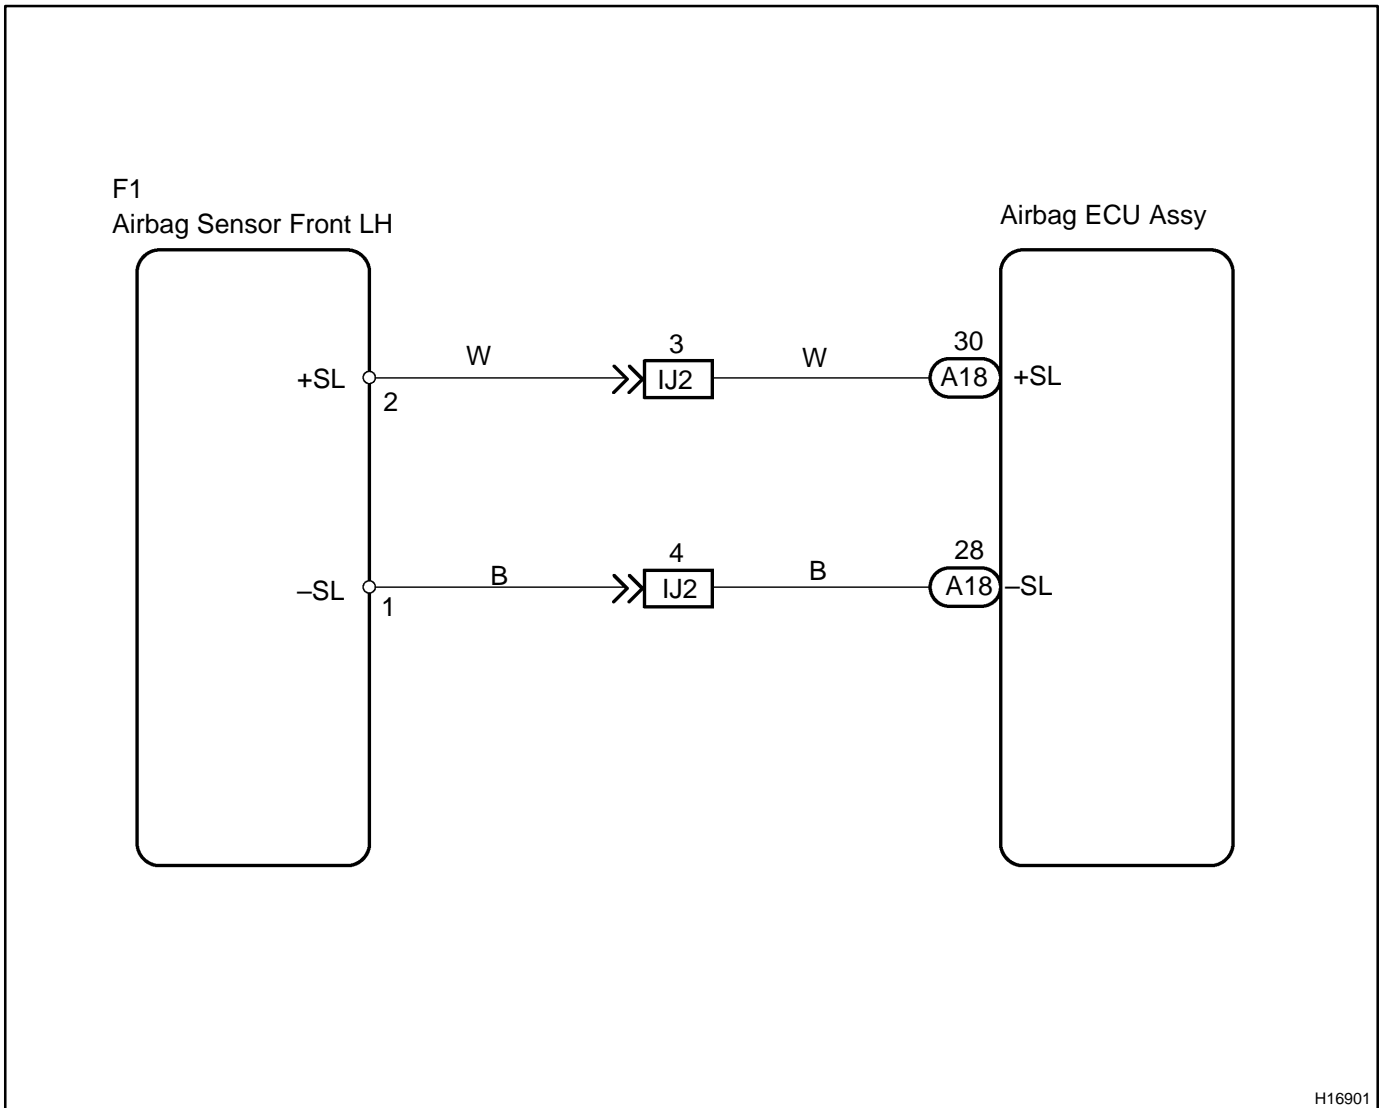 F1
Airbag Sensor Front LH
Airbag ECU Assy
+SL
2
W
3
IJ2
W
30
A18
+SL
–SL
1
B
4
IJ2
B
28
A18
–SL
H16901